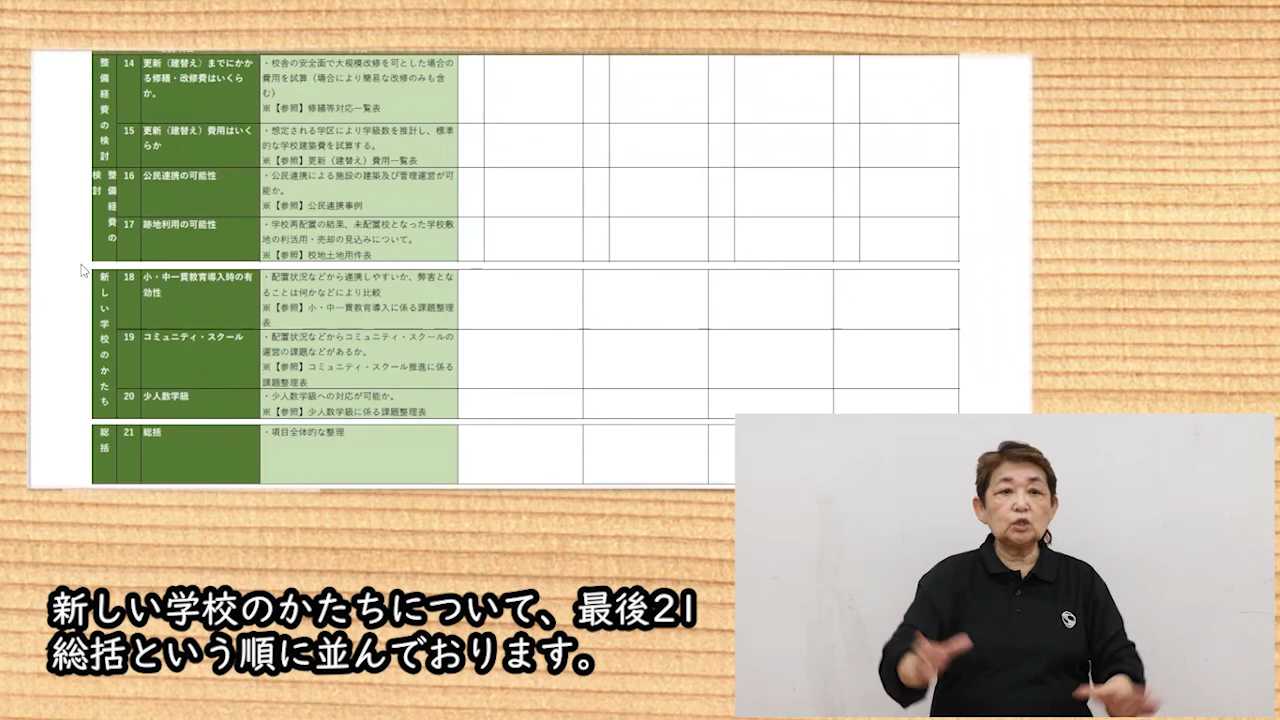 整備経費の検討
14 更新（建替え）までにかか
る修繕・改修費はいくら
か。
・校舎の安全面で大規模改修を可とした場合の
費用を試算（場合により簡易な改修のみも含
む）
※【参照】修繕等対応一覧表
15 更新（建替え）費用はいく
らか
・想定される学区により学級数を推計し、標準
的な学校建築費を試算する。
※【参照】更新（建替え）費用一覧表
整備経費の
検討
16 公民連携の可能性
・公民連携による施設の建築及び管理運営が可
能か。
※【参照】公民連携事例
17 跡地利用の可能性
・学校再配置の結果、未配置校となった学校敷
地の利活用・売却の見込みについて。
※【参照】校地土地用件表
新しい学校のかたち
18 小・中一貫教育導入時の有
効性
・配置状況などから連携しやすいか、弊害とな
ることは何かなどにより比較
※【参照】小・中一貫教育導入に係る課題整理
表
19 コミュニティ・スクール
・配置状況などからコミュニティ・スクールの
運営の課題などがあるか。
※【参照】コミュニティ・スクール推進に係る
課題整理表
20 少人数学級
・少人数学級への対応が可能か。
※【参照】少人数学級に係る課題整理表
総括
21 総括
・項目全体的な整理
新しい学校のかたちについて、最後21
総括という順に並んでおります。